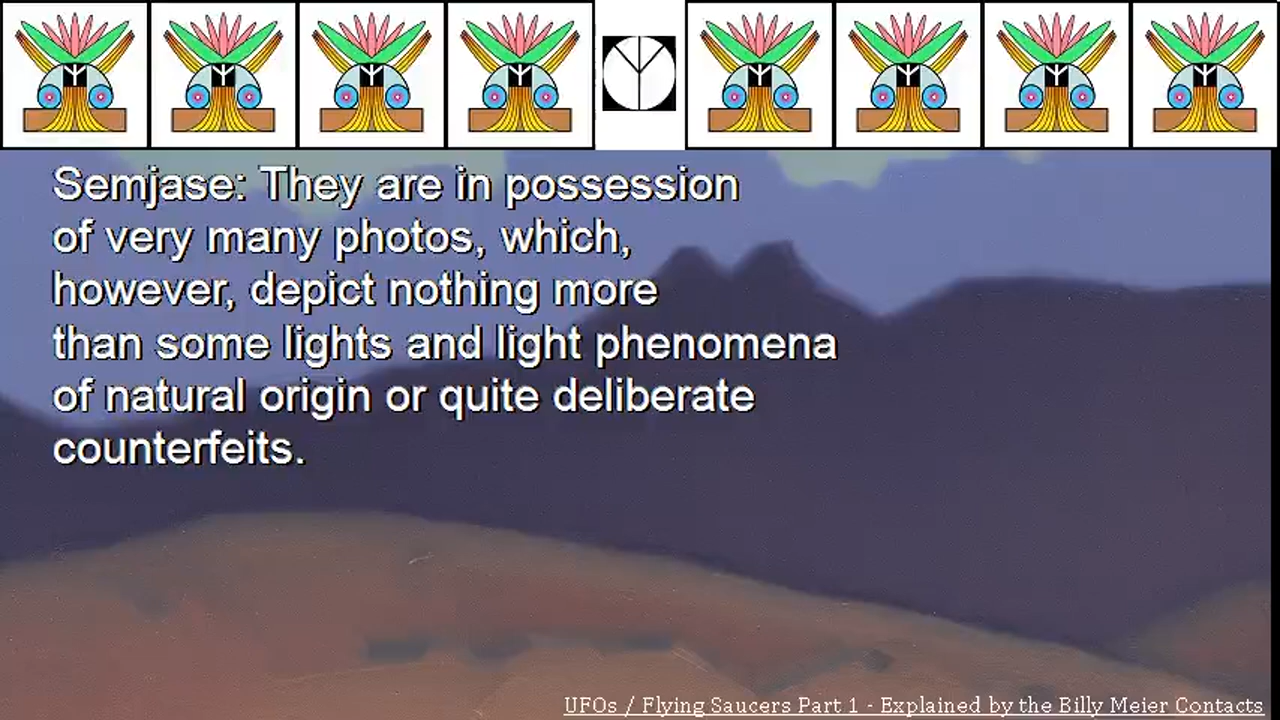 Semjase: They are in possession
of very many photos, which,
however, depict nothing more
than some lights and light phenomena
of natural origin or quite deliberate
counterfeits.
UFOs / Flying Saucers Part 1 - Explained by the Billy Meier Contacts